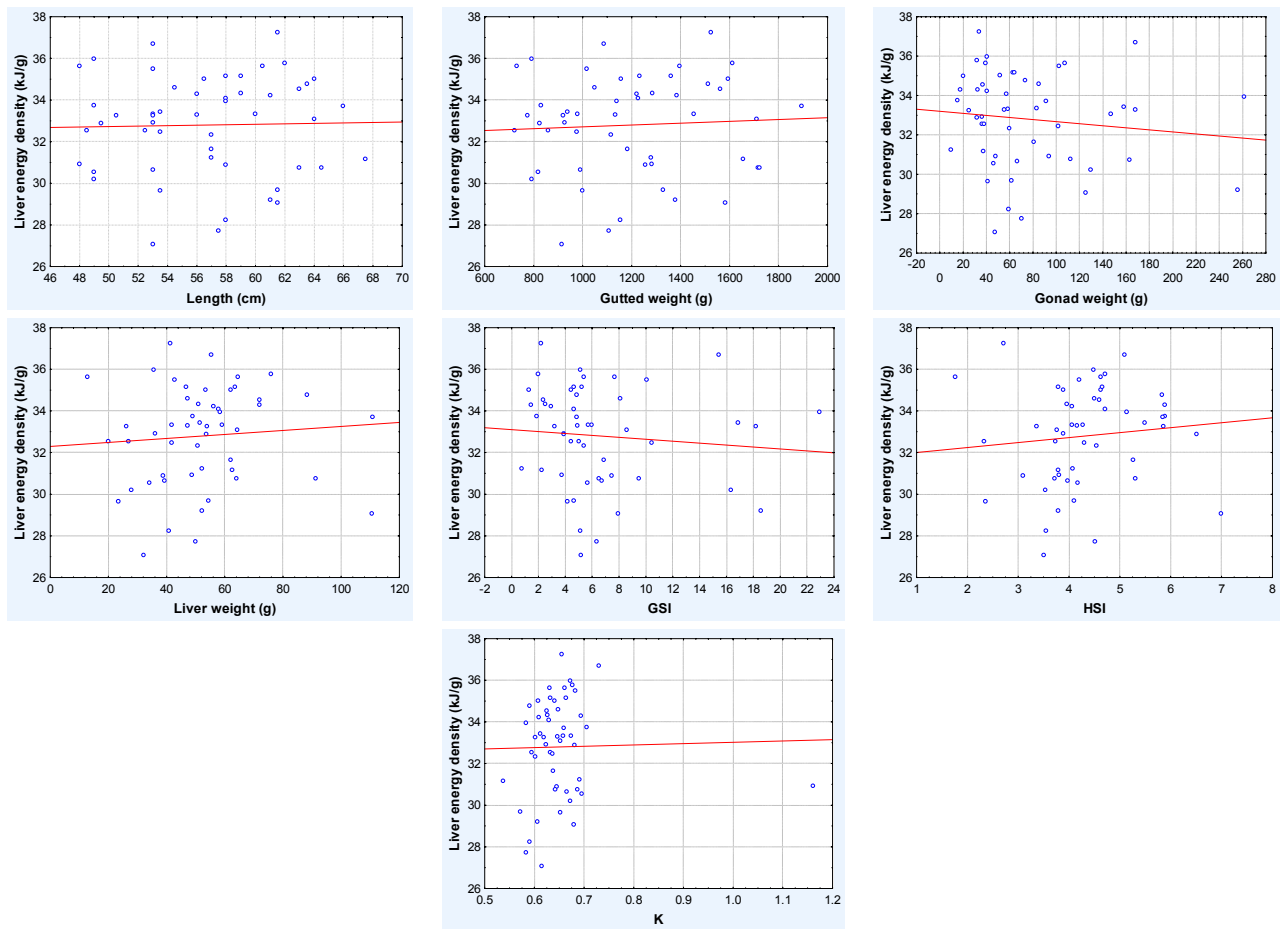 38
36
34
32
30
28
26
Liver energy density (kJ/g)
46 48 50 52 54 56 58 60 62 64 66 68 70
Length (cm)
38
36
34
32
30
28
26
Liver energy density (kJ/g)
600 800 1000 1200 1400 1600 1800 2000
Gutted weight (g)
38
36
34
32
30
28
26
Liver energy density (kJ/g)
-20 0 20 40 60 80 100 120 140 160 180 200 220 240 260 280
Gonad weight (g)
38
36
34
32
30
28
26
Liver energy density (kJ/g)
0 20 40 60 80 100 120
Liver weight (g)
38
36
34
32
30
28
26
Liver energy density (kJ/g)
-2 0 2 4 6 8 10 12 14 16 18 20 22 24
GSI
38
36
34
32
30
28
26
Liver energy density (kJ/g)
1 2 3 4 5 6 7 8
HSI
38
36
34
32
30
28
26
Liver energy density (kJ/g)
0.5 0.6 0.7 0.8 0.9 1.0 1.1 1.2
K